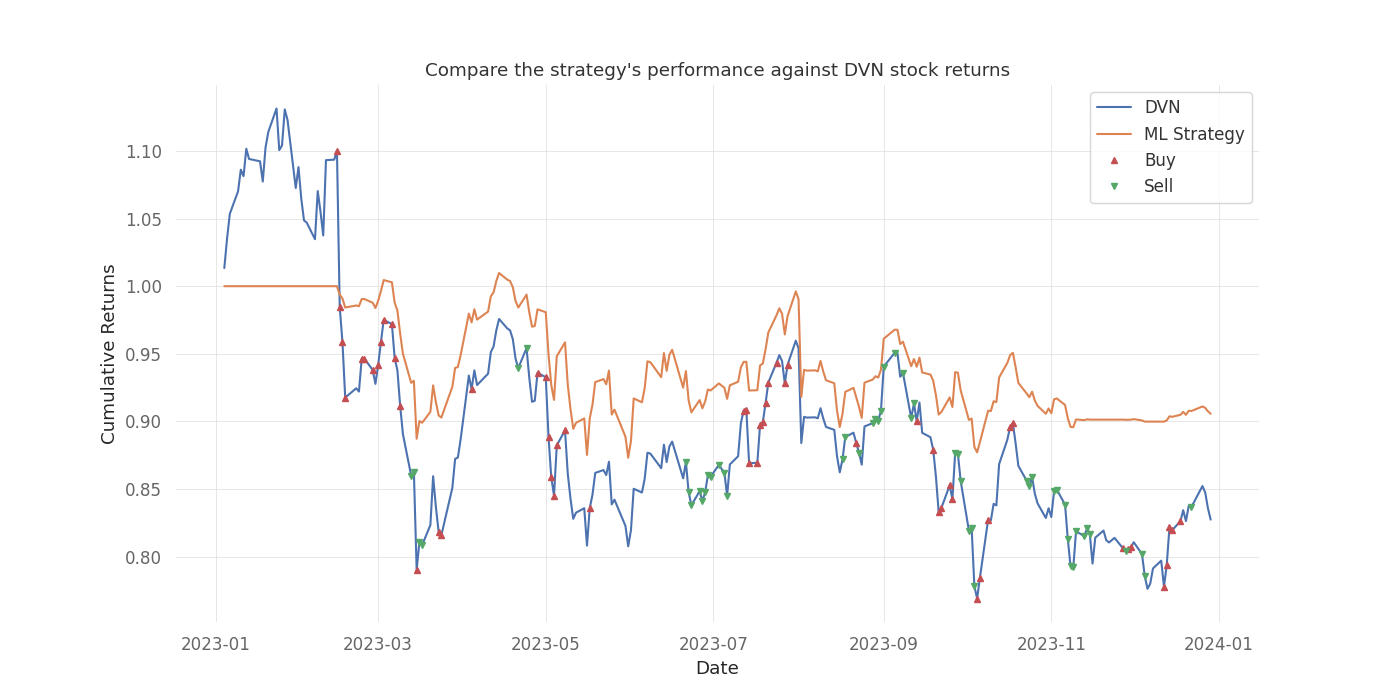 Compare the strategy's performance against DVN stock returns
DVN
ML Strategy
Buy
Sell
Cumulative Returns
1.10
1.05
1.00
0.95
0.90
0.85
0.80
2023-01
2023-03
2023-05
2023-07
2023-09
2023-11
2024-01
Date